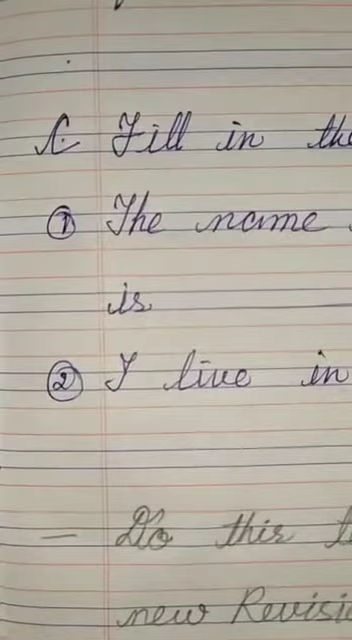 C. Fill in the
① The name
is
② I live in
- Do this
new Revisi